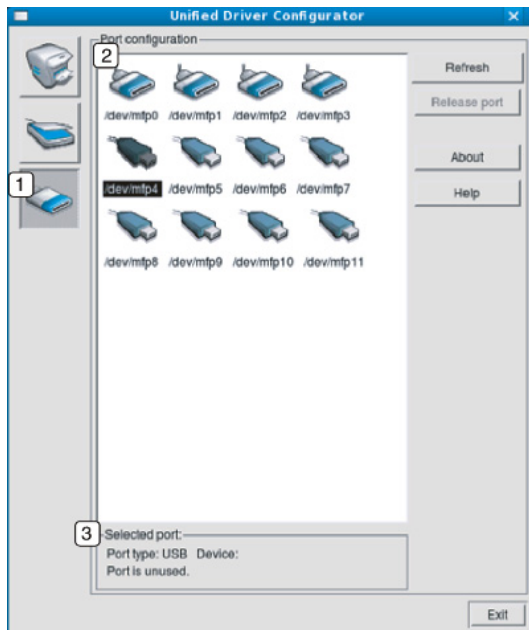 Unified Driver Configurator
Port configuration
2
/dev/mfp0 /dev/mfp1 /dev/mfp2 /dev/mfp3
/dev/mfp4 /dev/mfp5 /dev/mfp6 /dev/mfp7
/dev/mfp8 /dev/mfp9 /dev/mfp10 /dev/mfp11
1
Refresh
Release port
About
Help
3
Selected port:
Port type: USB Device:
Port is unused.
Exit